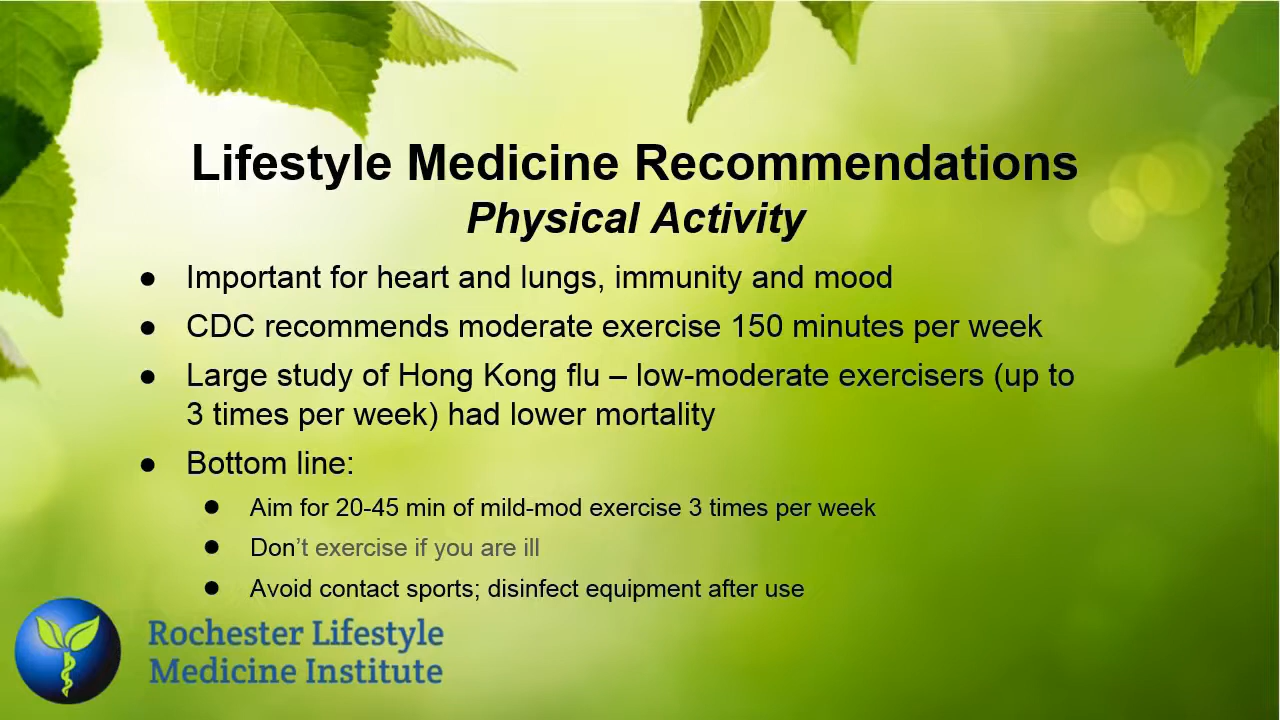 Lifestyle Medicine Recommendations
Physical Activity
● Important for heart and lungs, immunity and mood
● CDC recommends moderate exercise 150 minutes per week
● Large study of Hong Kong flu – low-moderate exercisers (up to
3 times per week) had lower mortality
● Bottom line:
● Aim for 20-45 min of mild-mod exercise 3 times per week
● Don’t exercise if you are ill
● Avoid contact sports; disinfect equipment after use
Rochester Lifestyle
Medicine Institute